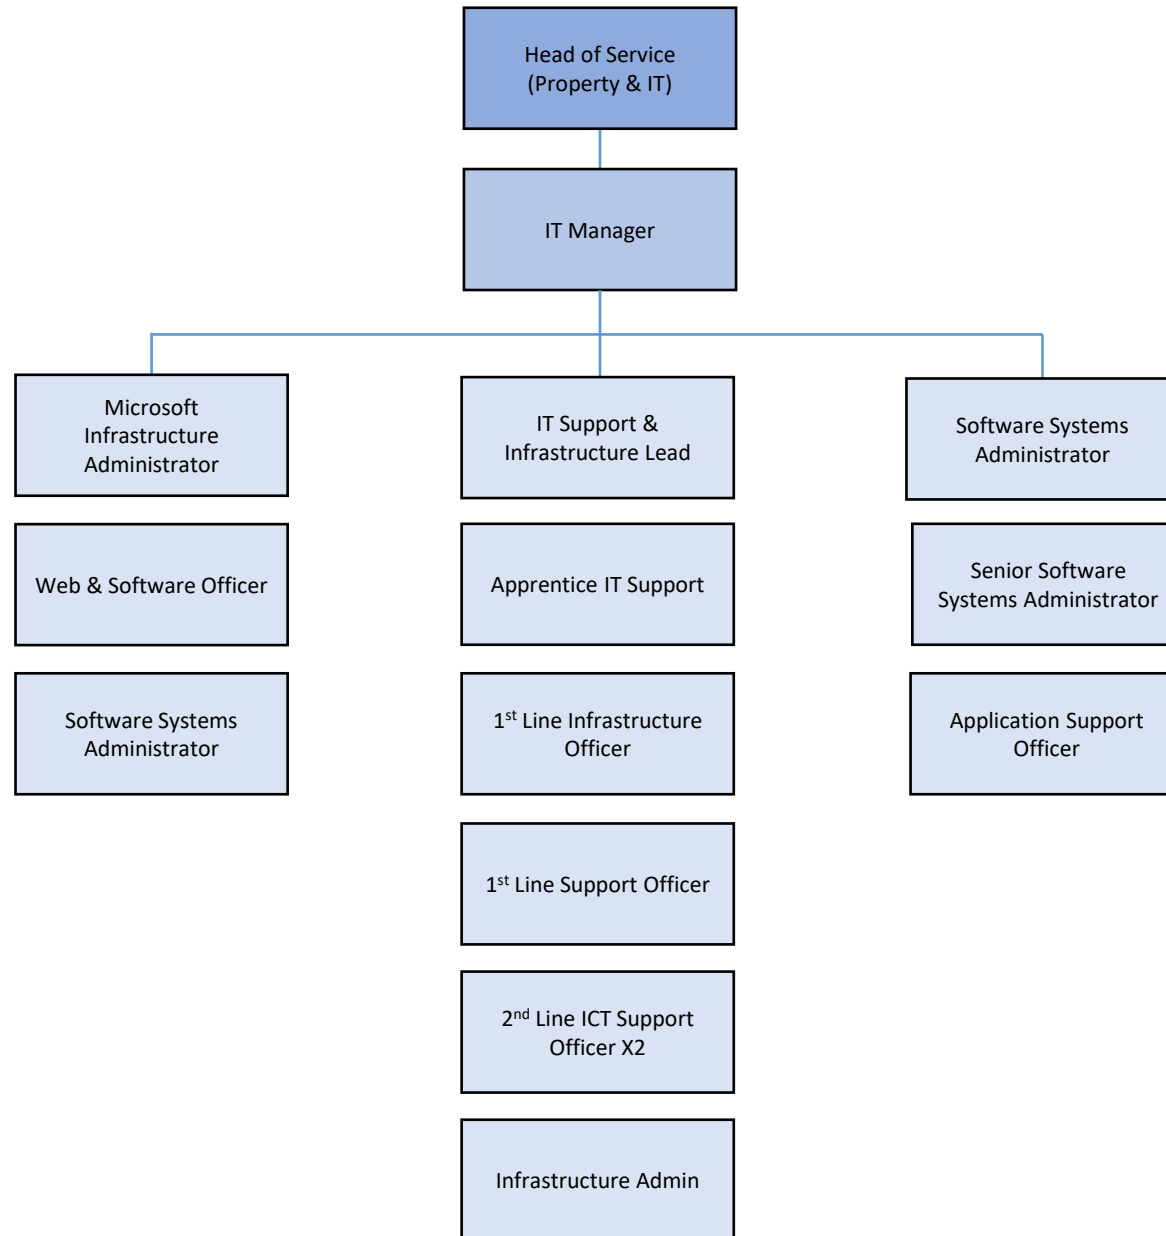 Head of Service
(Property & IT)
IT Manager
Microsoft
Infrastructure
Administrator
IT Support &
Infrastructure Lead
Software Systems
Administrator
Web & Software Officer
Apprentice IT Support
Senior Software
Systems Administrator
Software Systems
Administrator
1st Line Infrastructure
Officer
Application Support
Officer
1st Line Support Officer
2nd Line ICT Support
Officer X2
Infrastructure Admin